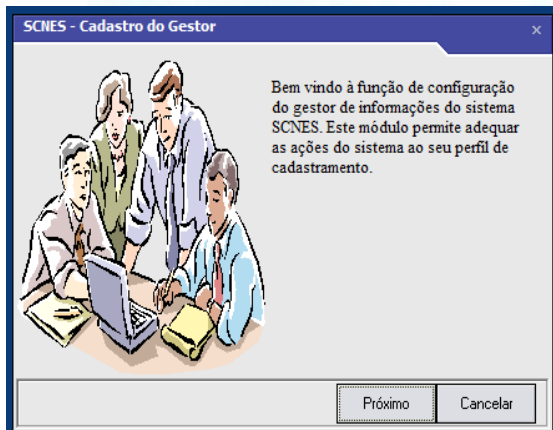 SCNES - Cadastro do Gestor x
Bem vindo à função de configuração
do gestor de informações do sistema
SCNES. Este módulo permite adequar
as ações do sistema ao seu perfil de
cadastramento.
Próximo Cancelar